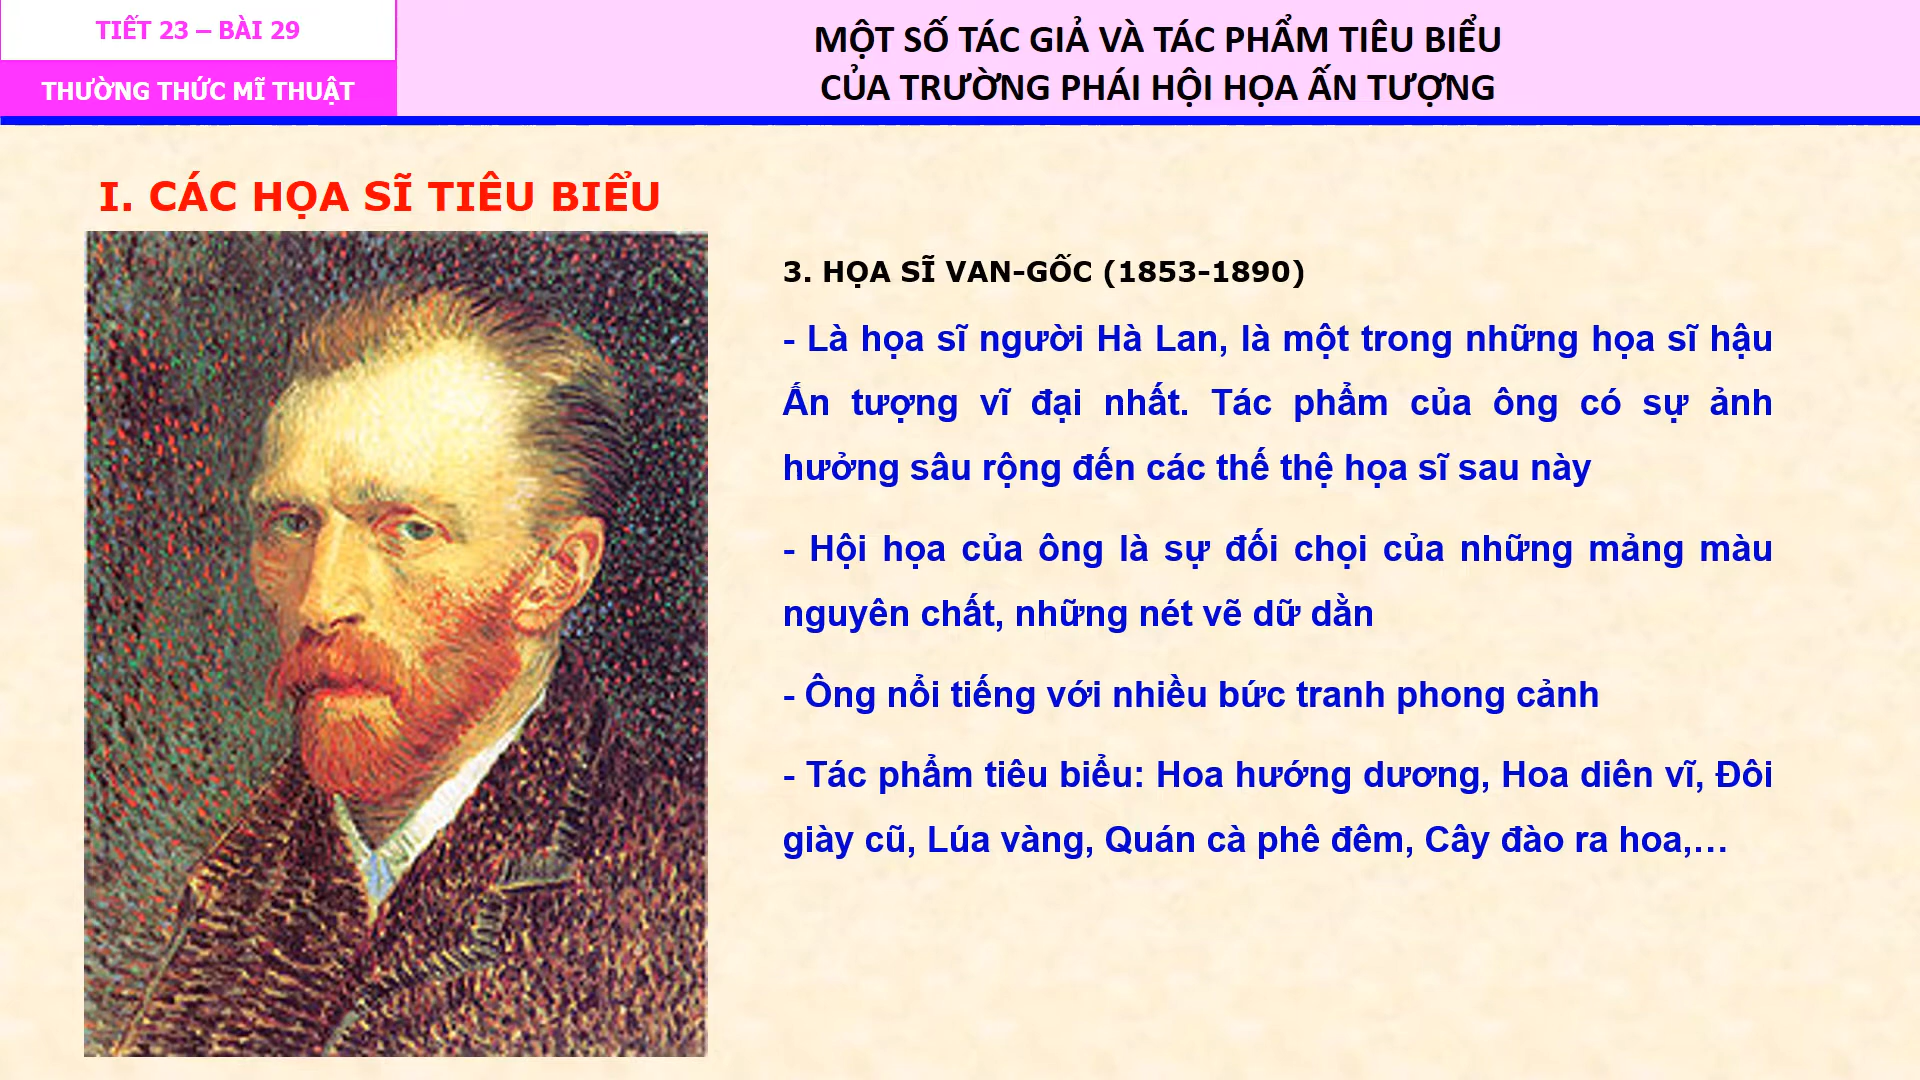 TIẾT 23 – BÀI 29
THƯỜNG THỨC MĨ THUẬT
MỘT SỐ TÁC GIẢ VÀ TÁC PHẨM TIÊU BIỂU
CỦA TRƯỜNG PHÁI HỘI HỌA ẤN TƯỢNG
I. CÁC HỌA SĨ TIÊU BIỂU
3. HỌA SĨ VAN-GỐC (1853-1890)
- Là họa sĩ người Hà Lan, là một trong những họa sĩ hậu
Ấn tượng vĩ đại nhất. Tác phẩm của ông có sự ảnh
hưởng sâu rộng đến các thế thệ họa sĩ sau này
- Hội họa của ông là sự đối chọi của những mảng màu
nguyên chất, những nét vẽ dữ dằn
- Ông nổi tiếng với nhiều bức tranh phong cảnh
- Tác phẩm tiêu biểu: Hoa hướng dương, Hoa diên vĩ, Đôi
giày cũ, Lúa vàng, Quán cà phê đêm, Cây đào ra hoa,…